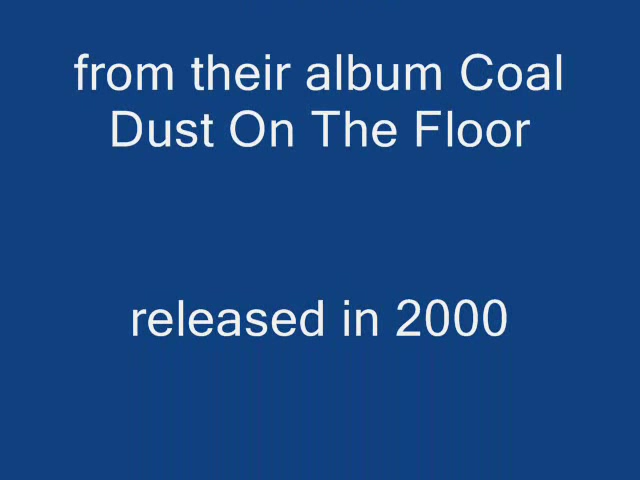 from their album Coal
Dust On The Floor
released in 2000